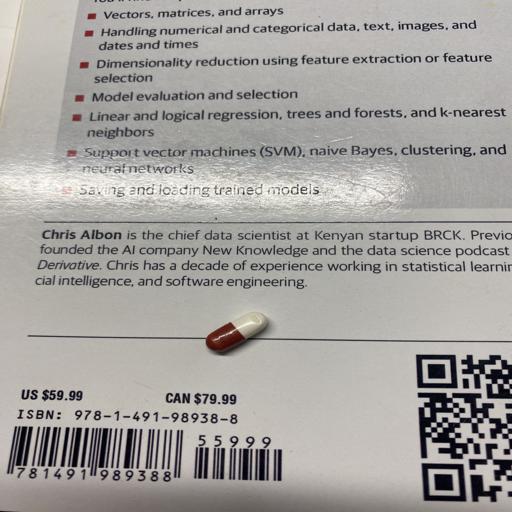 Vectors, matrices, and arrays
Handling numerical and categorical data, text, images, and
dates and times
Dimensionality reduction using feature extraction or feature
selection
Model evaluation and selection
Linear and logical regression, trees and forests, and k-nearest
neighbors
Support vector machines (SVM), naive Bayes, clustering, and
neural networks
Saving and loading trained models
Chris Albon is the chief data scientist at Kenyan startup BRCK. Previo
founded the AI company New Knowledge and the data science podcast
Derivative. Chris has a decade of experience working in statistical learnin
cial intelligence, and software engineering.
US $59.99 CAN $79.99
ISBN: 978-1-491-98938-8
55999
781491989388